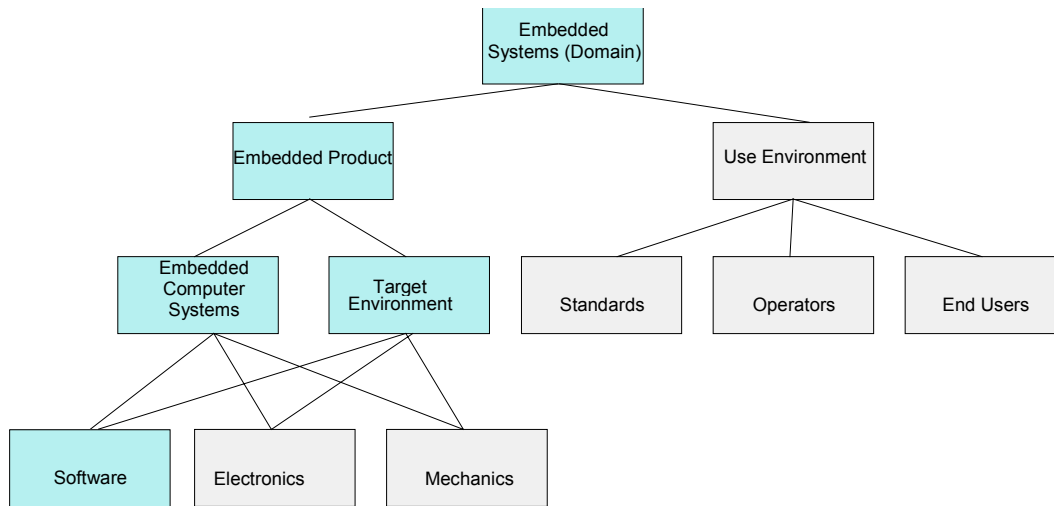 Embedded
Systems (Domain)
Embedded Product
Use Environment
Embedded
Computer
Systems
Target
Environment
Standards
Operators
End Users
Software
Electronics
Mechanics